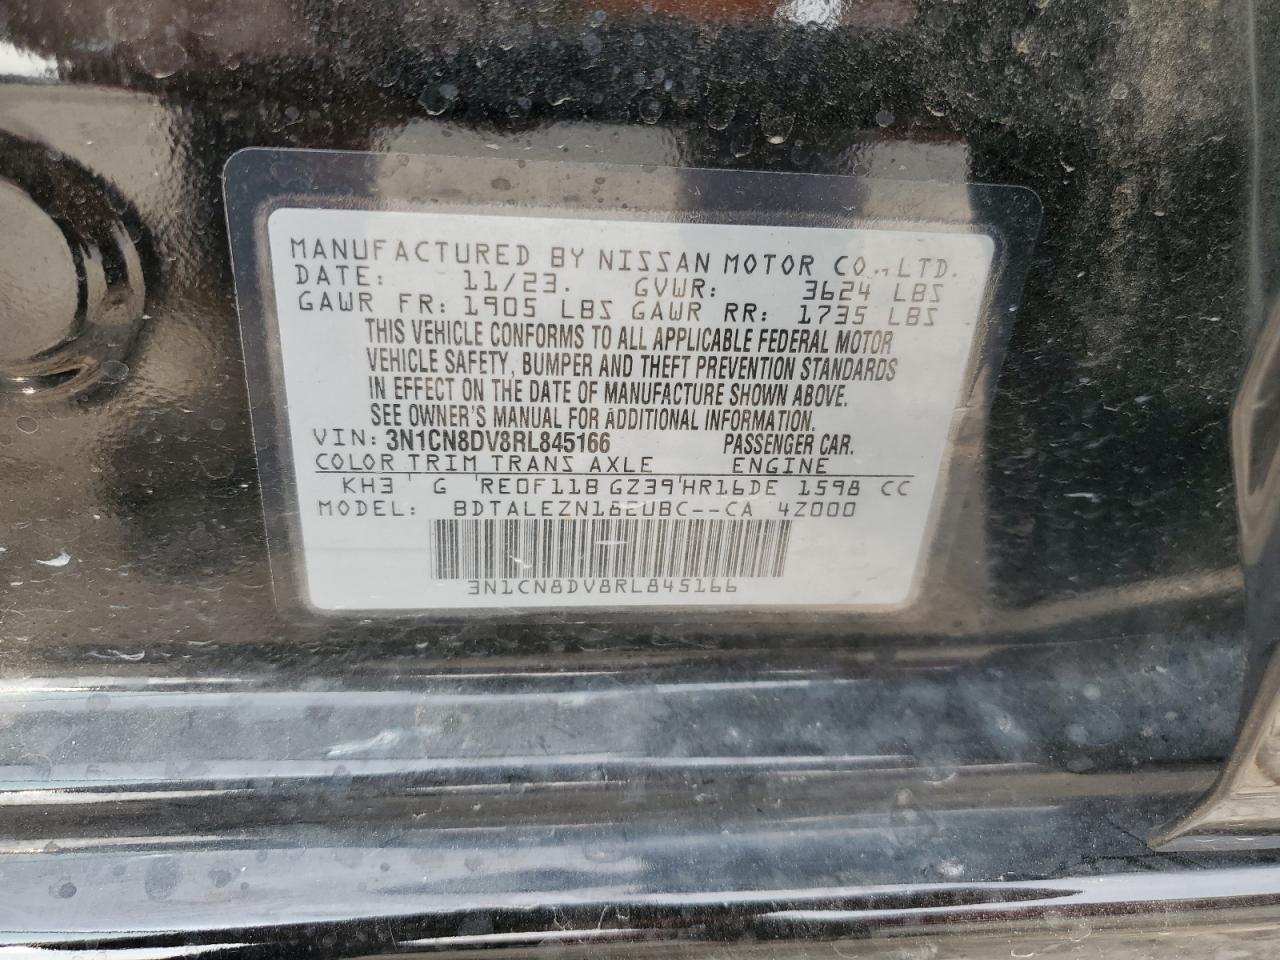 MANUFACTURED BY NISSAN MOTOR CO., LTD.
DATE: 11/23. GVWR: 3624 LBS
GAWR FR: 1905 LBS GAWR RR: 1735 LBS
THIS VEHICLE CONFORMS TO ALL APPLICABLE FEDERAL MOTOR
VEHICLE SAFETY, BUMPER AND THEFT PREVENTION STANDARDS
IN EFFECT ON THE DATE OF MANUFACTURE SHOWN ABOVE.
SEE OWNER'S MANUAL FOR ADDITIONAL INFORMATION.
VIN: 3N1CN8DV8RL845166 PASSENGER CAR.
COLOR TRIM TRANS AXLE ENGINE
KH3 G RE0F11B GZ39 HR16DE 1598 CC
MODEL: BDTALEZN18EUBC--CA 4Z000
3N1CN8DV8RL845166